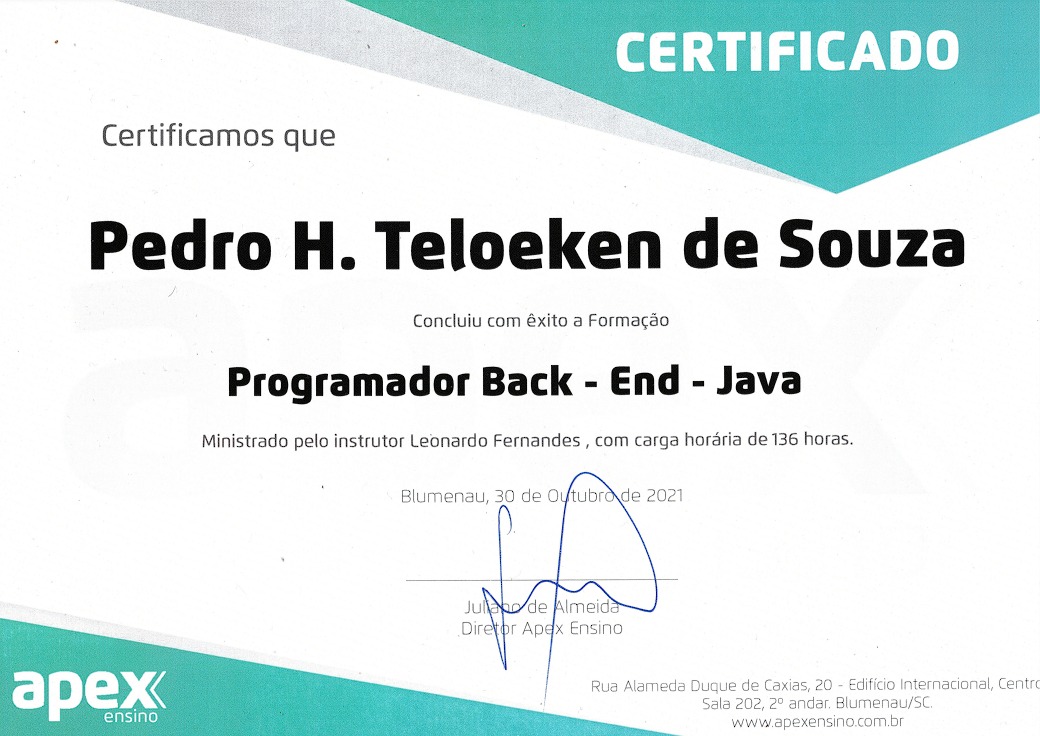 CERTIFICADO
Certificamos que
Pedro H. Teloeken de Souza
Concluiu com êxito a Formação
Programador Back - End - Java
Ministrado pelo instrutor Leonardo Fernandes , com carga horária de 136 horas.
Blumenau, 30 de Outubro de 2021
Juliano de Almeida
Diretor Apex Ensino
apex
ensino
Rua Alameda Duque de Caxias, 20 - Edifício Internacional, Centro
Sala 202, 2º andar. Blumenau/SC.
www.apexensino.com.br